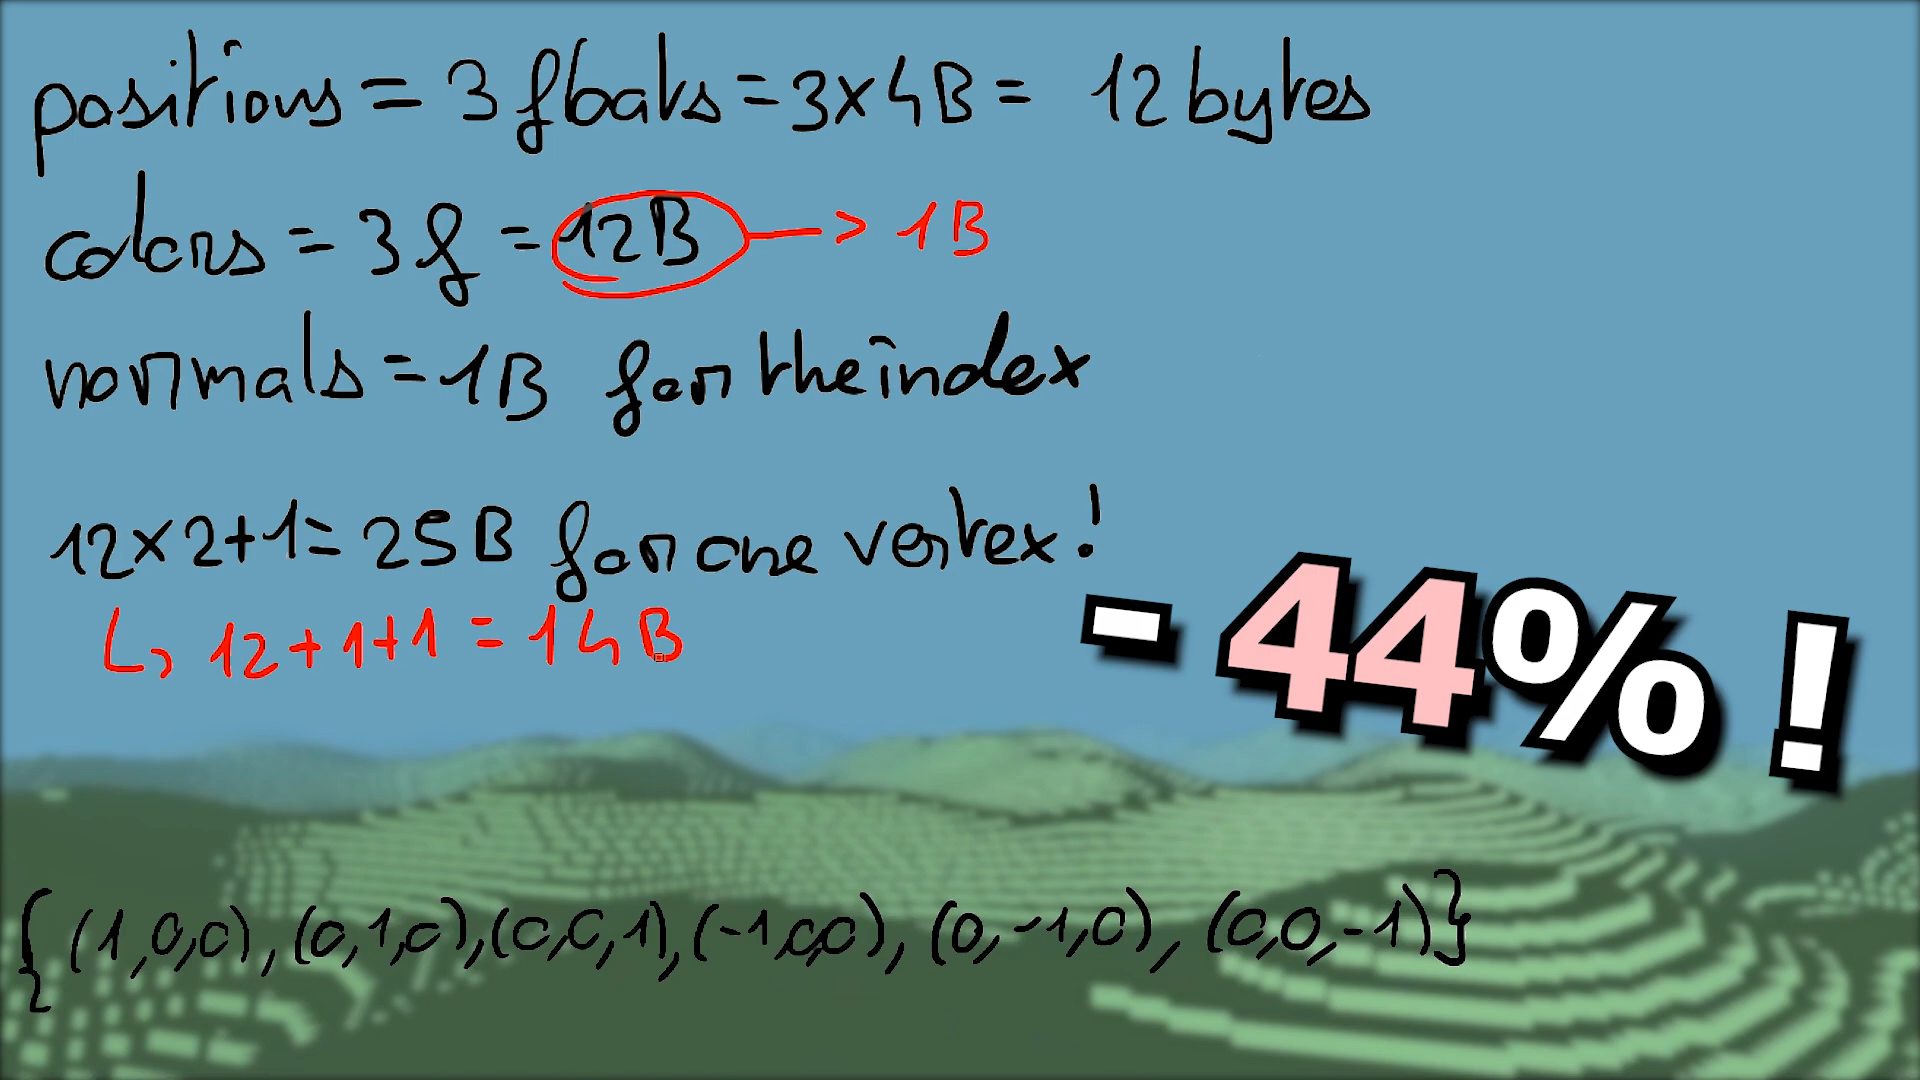 positions = 3 floats = 3x4B = 12 bytes
colors = 3f = 12B -> 1B
normals = 1B for the index
12x2+1= 25B for one vertex!
↳ 12+1+1 = 14B
- 44% !
{(1,0,0), (0,1,0), (0,0,1), (-1,0,0), (0,-1,0), (0,0,-1)}